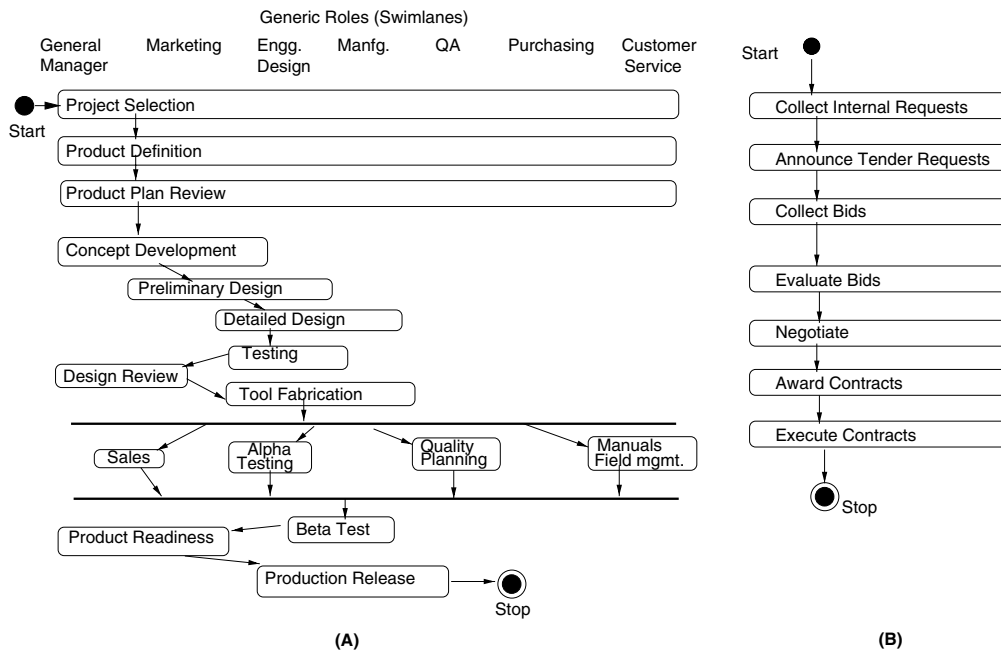 Generic Roles (Swimlanes)
General Manager
Marketing
Engg. Design
Manfg.
QA
Purchasing
Customer Service
Start
Project Selection
Product Definition
Product Plan Review
Concept Development
Preliminary Design
Detailed Design
Testing
Design Review
Tool Fabrication
Sales
Alpha Testing
Quality Planning
Manuals
Field mgmt.
Beta Test
Product Readiness
Production Release
Stop
(A)
Start
Collect Internal Requests
Announce Tender Requests
Collect Bids
Evaluate Bids
Negotiate
Award Contracts
Execute Contracts
Stop
(B)